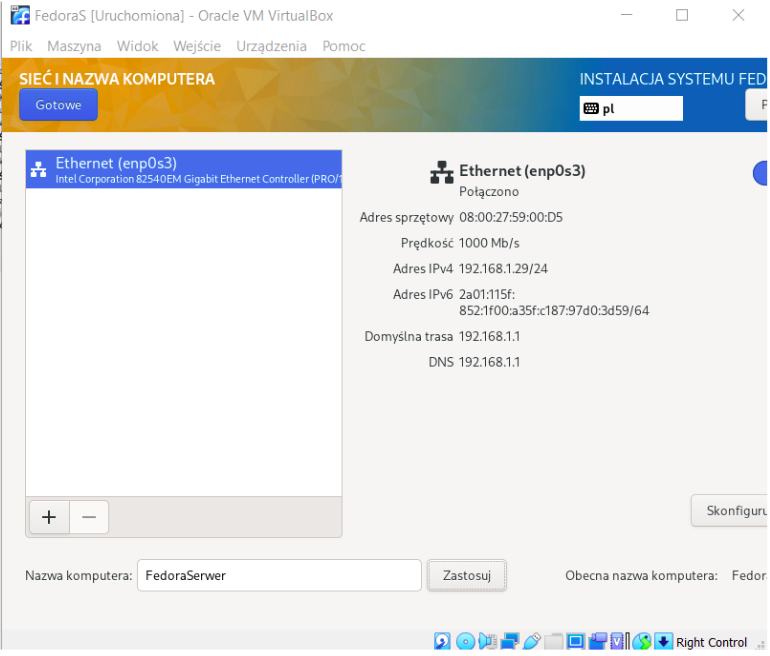 FedoraS [Uruchomiona] - Oracle VM VirtualBox
Plik Maszyna Widok Wejście Urządzenia Pomoc
SIEĆ I NAZWA KOMPUTERA
INSTALACJA SYSTEMU FED
Gotowe
pl
P
Ethernet (enp0s3)
Intel Corporation 82540EM Gigabit Ethernet Controller (PRO/1
Ethernet (enp0s3)
Połączono
Adres sprzętowy 08:00:27:59:00:D5
Prędkość 1000 Mb/s
Adres IPv4 192.168.1.29/24
Adres IPv6 2a01:115f:
852:1f00:a35f:c187:97d0:3d59/64
Domyślna trasa 192.168.1.1
DNS 192.168.1.1
+ −
Skonfiguru
Nazwa komputera: FedoraSerwer Zastosuj Obecna nazwa komputera: Fedora
Right Control